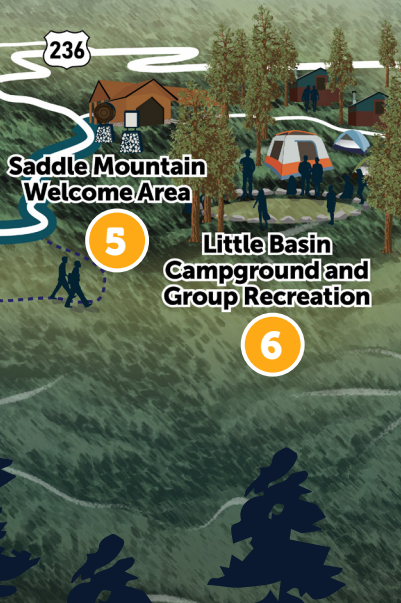 236
Saddle Mountain
Welcome Area
5
Little Basin
Campground and
Group Recreation
6